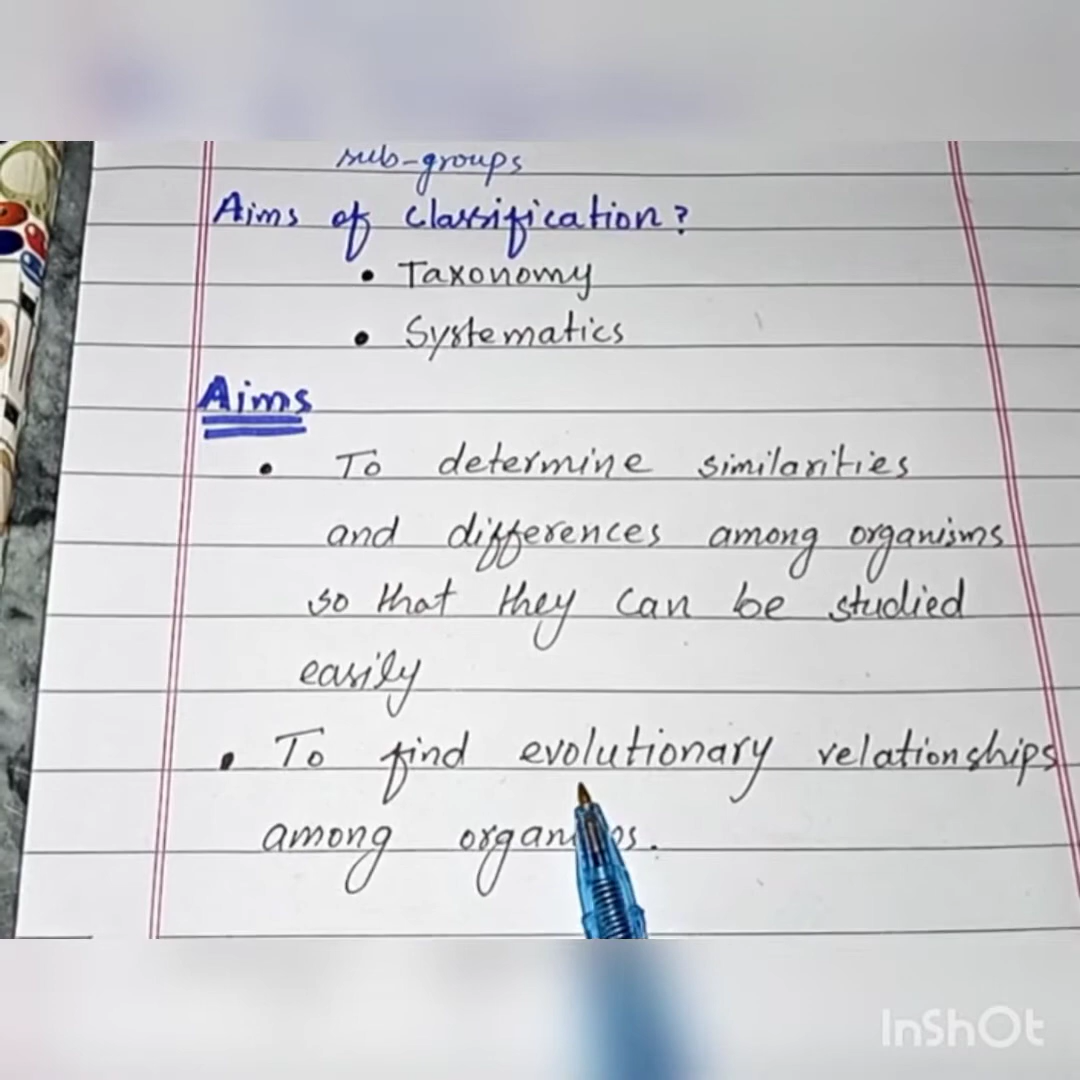 sub-groups
Aims of classification?
• Taxonomy
• Systematics
Aims
• To determine similarities
and differences among organisms
so that they can be studied
easily
• To find evolutionary relationships
among
InShOt